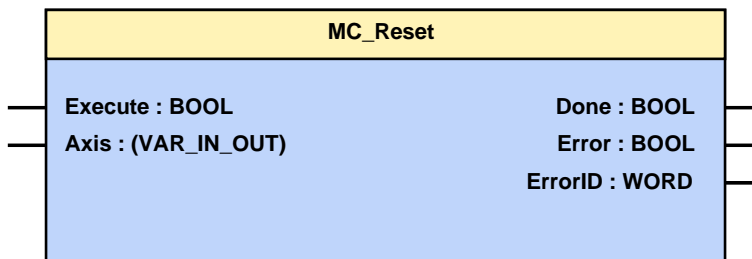 MC_Reset
Execute : BOOL Done : BOOL
Axis : (VAR_IN_OUT) Error : BOOL
ErrorID : WORD